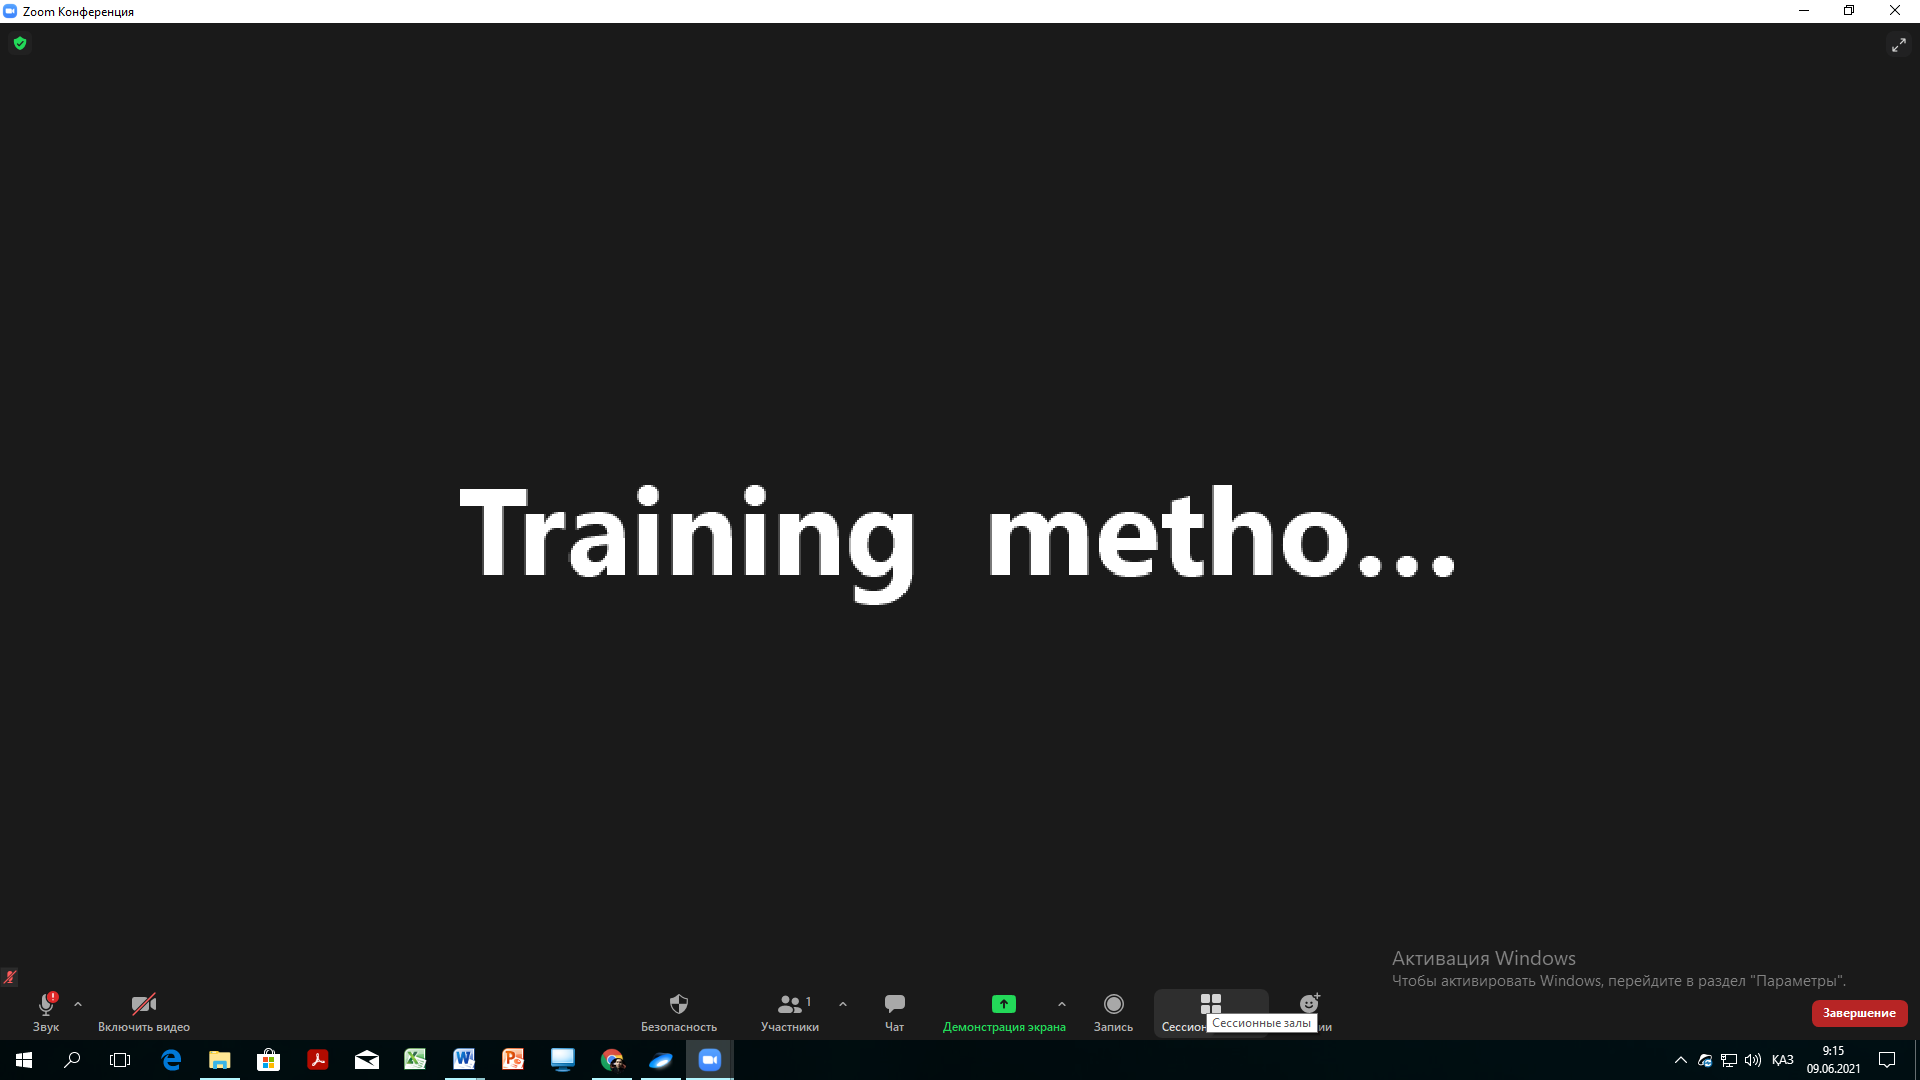 Zoom Конференция
Training metho...
Активация Windows
Чтобы активировать Windows, перейдите в раздел "Параметры".
Звук
Включить видео
Безопасность
Участники
1
Чат
Демонстрация экрана
Запись
Сессион
Сессионные залы
ии
Завершение
ҚАЗ
9:15
09.06.2021